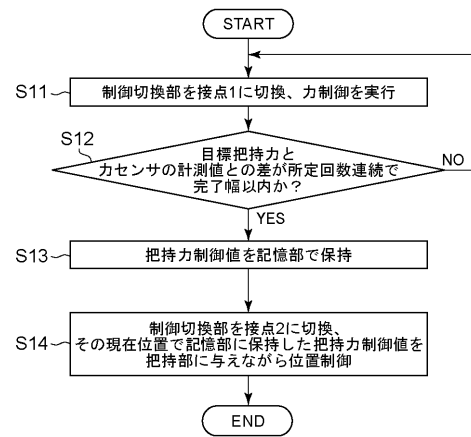 START
S11
制御切換部を接点1に切換、力制御を実行
S12
目標把持力と
力センサの計測値との差が所定回数連続で
完了幅以内か?
NO
YES
S13
把持力制御値を記憶部で保持
S14
制御切換部を接点2に切換、
その現在位置で記憶部に保持した把持力制御値を
把持部に与えながら位置制御
END